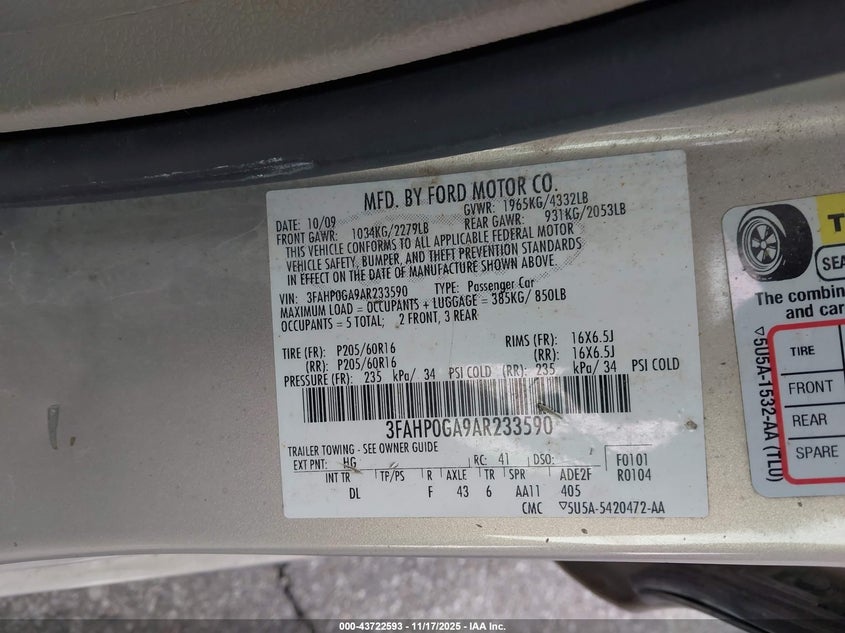 MFD. BY FORD MOTOR CO.
DATE: 10/09 GVWR: 1965KG/4332LB
FRONT GAWR: 1034KG/2279LB REAR GAWR: 931KG/2053LB
THIS VEHICLE CONFORMS TO ALL APPLICABLE FEDERAL MOTOR
VEHICLE SAFETY, BUMPER, AND THEFT PREVENTION STANDARDS
IN EFFECT ON THE DATE OF MANUFACTURE SHOWN ABOVE.
VIN: 3FAHP0GA9AR233590 TYPE: Passenger Car
MAXIMUM LOAD = OCCUPANTS + LUGGAGE = 385KG/ 850LB
OCCUPANTS = 5 TOTAL; 2 FRONT, 3 REAR
TIRE (FR): P205/60R16 RIMS (FR): 16X6.5J
(RR): P205/60R16 (RR): 16X6.5J
PRESSURE (FR): 235 kPa/ 34 PSI COLD (RR): 235 kPa/ 34 PSI COLD
3FAHP0GA9AR233590
TRAILER TOWING - SEE OWNER GUIDE
EXT PNT: HG RC: 41 DSO: F0101
INT TR TP/PS R AXLE TR SPR ADE2F R0104
DL F 43 6 AA11 405
CMC ▽5U5A-5420472-AA
T
SEA
The combin
and car
TIRE
FRONT
REAR
SPARE
▽5U5A-1532-AA (TLU)
000-43722593 | 11/17/2025 | IAA Inc.